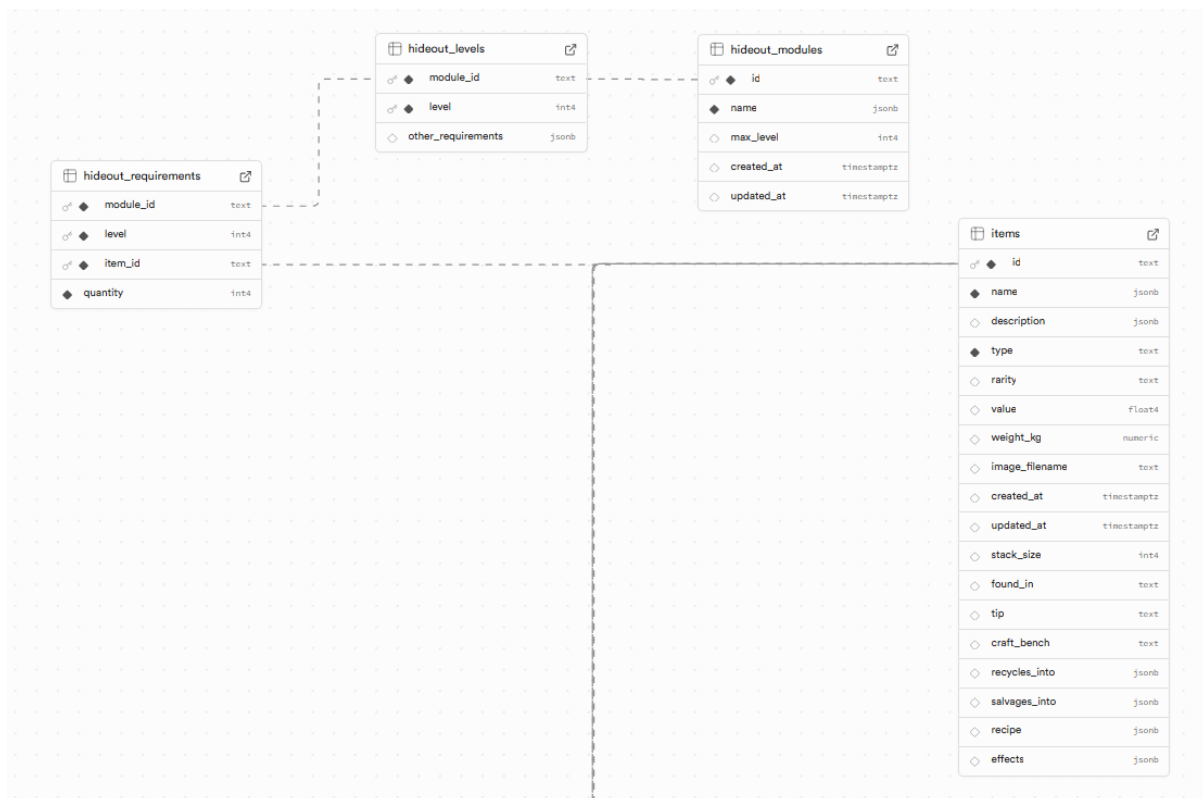 hideout_levels
module_id text
level int4
other_requirements jsonb
hideout_modules
id text
name jsonb
max_level int4
created_at timestamptz
updated_at timestamptz
hideout_requirements
module_id text
level int4
item_id text
quantity int4
items
id text
name jsonb
description jsonb
type text
rarity text
value float4
weight_kg numeric
image_filename text
created_at timestamptz
updated_at timestamptz
stack_size int4
found_in text
tip text
craft_bench text
recycles_into jsonb
salvages_into jsonb
recipe jsonb
effects jsonb